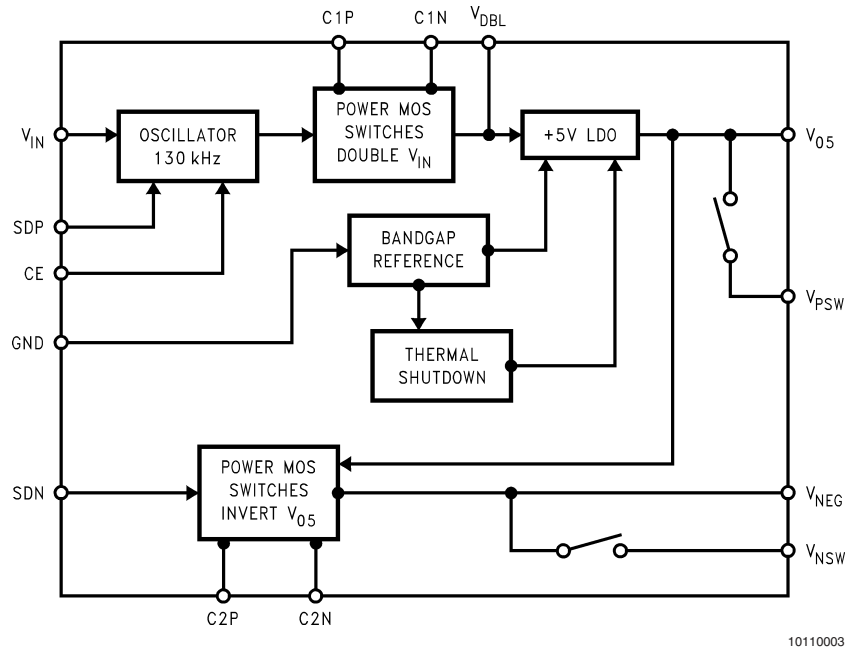 C1P
C1N
VDBL
VIN
OSCILLATOR
130 kHz
POWER MOS
SWITCHES
DOUBLE VIN
+5V LDO
V05
SDP
CE
BANDGAP
REFERENCE
VPSW
GND
THERMAL
SHUTDOWN
SDN
POWER MOS
SWITCHES
INVERT V05
VNEG
VNSW
C2P
C2N
10110003